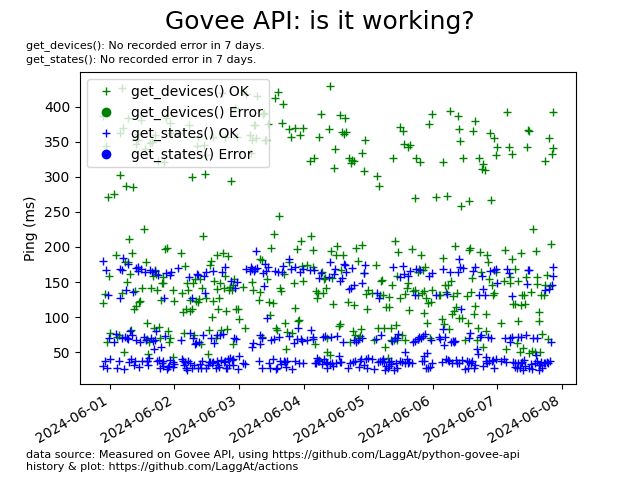 Govee API: is it working?
get_devices(): No recorded error in 7 days.
get_states(): No recorded error in 7 days.
get_devices() OK
get_devices() Error
get_states() OK
get_states() Error
Ping (ms)
400
350
300
250
200
150
100
50
2024-06-01
2024-06-02
2024-06-03
2024-06-04
2024-06-05
2024-06-06
2024-06-07
2024-06-08
data source: Measured on Govee API, using https://github.com/LaggAt/python-govee-api
history & plot: https://github.com/LaggAt/actions